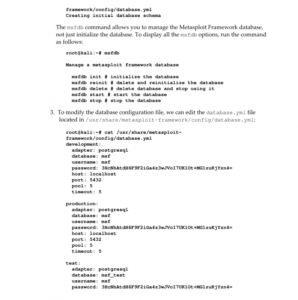 framework/config/database.yml
Creating initial database schema
The msfdb command allows you to manage the Metasploit Framework database,
not just initialize the database. To display all the msfdb options, run the command
as follows:
root@kali:~# msfdb
Manage a metasploit framework database
msfdb init # initialize the database
msfdb reinit # delete and reinitialize the database
msfdb delete # delete database and stop using it
msfdb start # start the database
msfdb stop # stop the database
5. To modify the database configuration file, we can edit the database.yml file
located in /usr/share/metasploit-framework/config/database.yml:
root@kali:~# cat /usr/share/metasploit-
framework/config/database.yml
development:
adapter: postgresql
database: msf
username: msf
password:
host: localhost
port: 5432
pool: 5
timeout: 5
production:
adapter: postgresql
database: msf
username: msf
password:
host: localhost
port: 5432
pool: 5
timeout: 5
test:
adapter: postgresql
database: msf_test
username: msf
password: